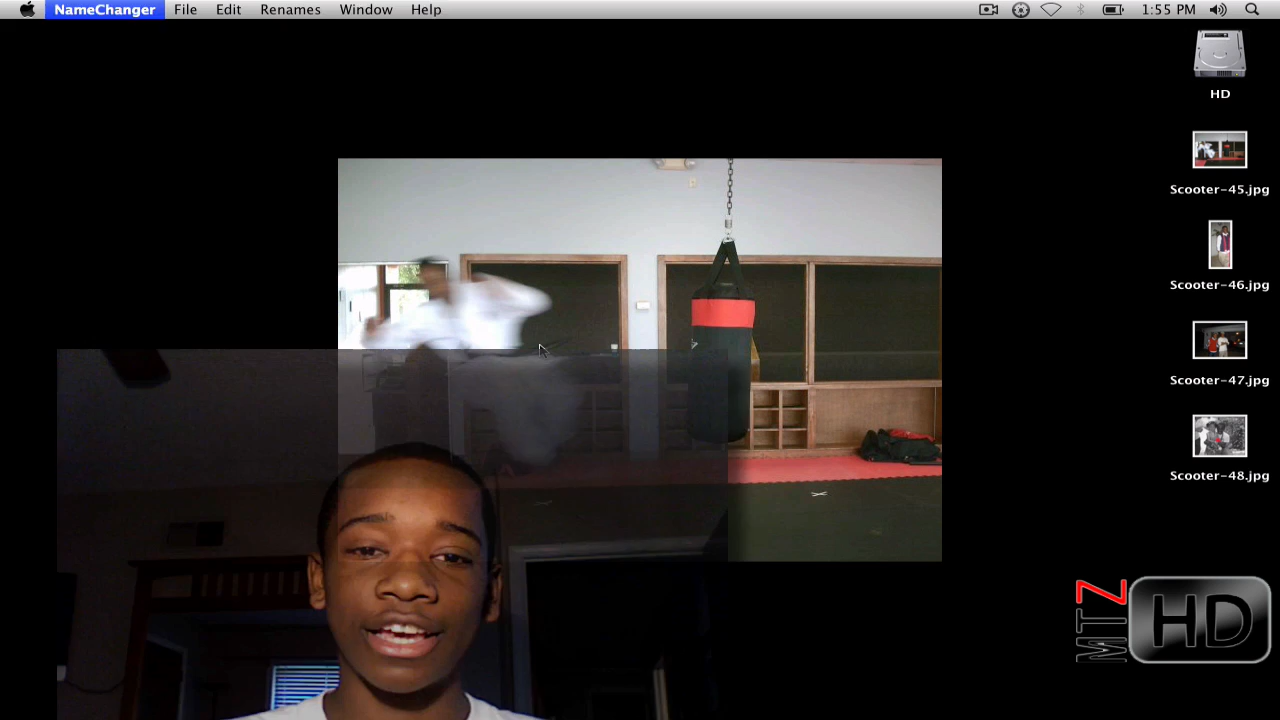 NameChanger File Edit Renames Window Help 1:55 PM
HD
Scooter-45.jpg
Scooter-46.jpg
Scooter-47.jpg
Scooter-48.jpg
MTZ HD